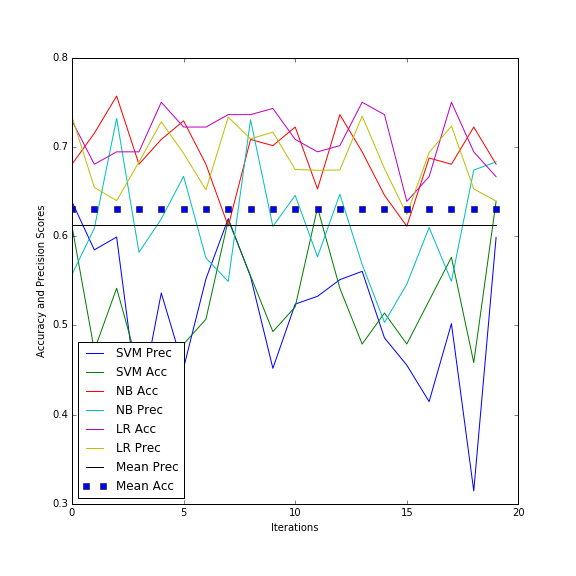 0.8
0.7
0.6
0.5
0.4
0.3
Accuracy and Precision Scores
SVM Prec
SVM Acc
NB Acc
NB Prec
LR Acc
LR Prec
Mean Prec
Mean Acc
0 5 10 15 20
Iterations